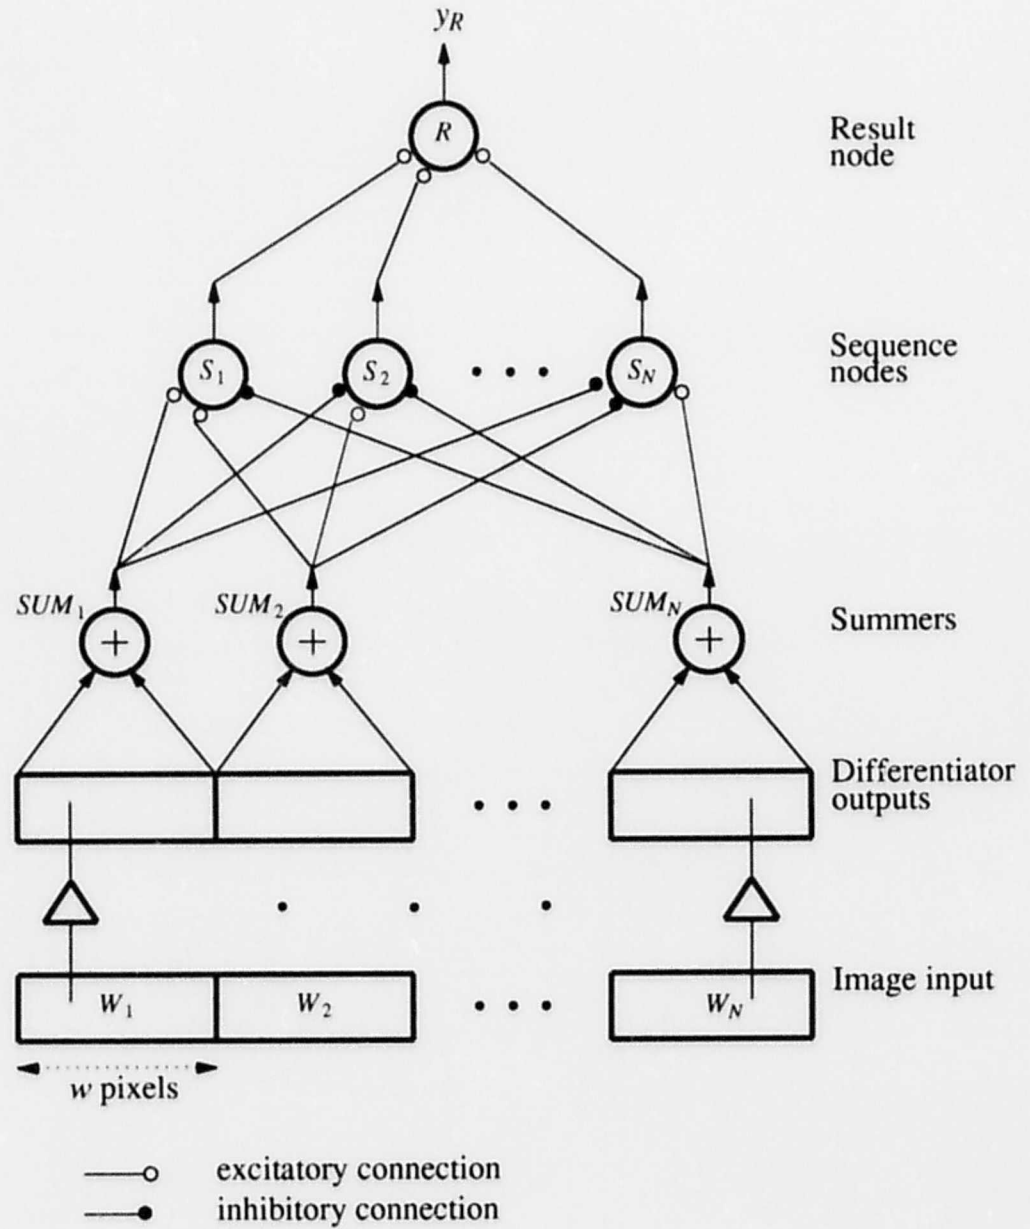 y_R
R
Result
node
S_1
S_2
· · ·
S_N
Sequence
nodes
SUM_1
SUM_2
SUM_N
Summers
+
+
+
Differentiator
outputs
· · ·
· · ·
W_1
W_2
· · ·
W_N
Image input
w pixels
excitatory connection
inhibitory connection